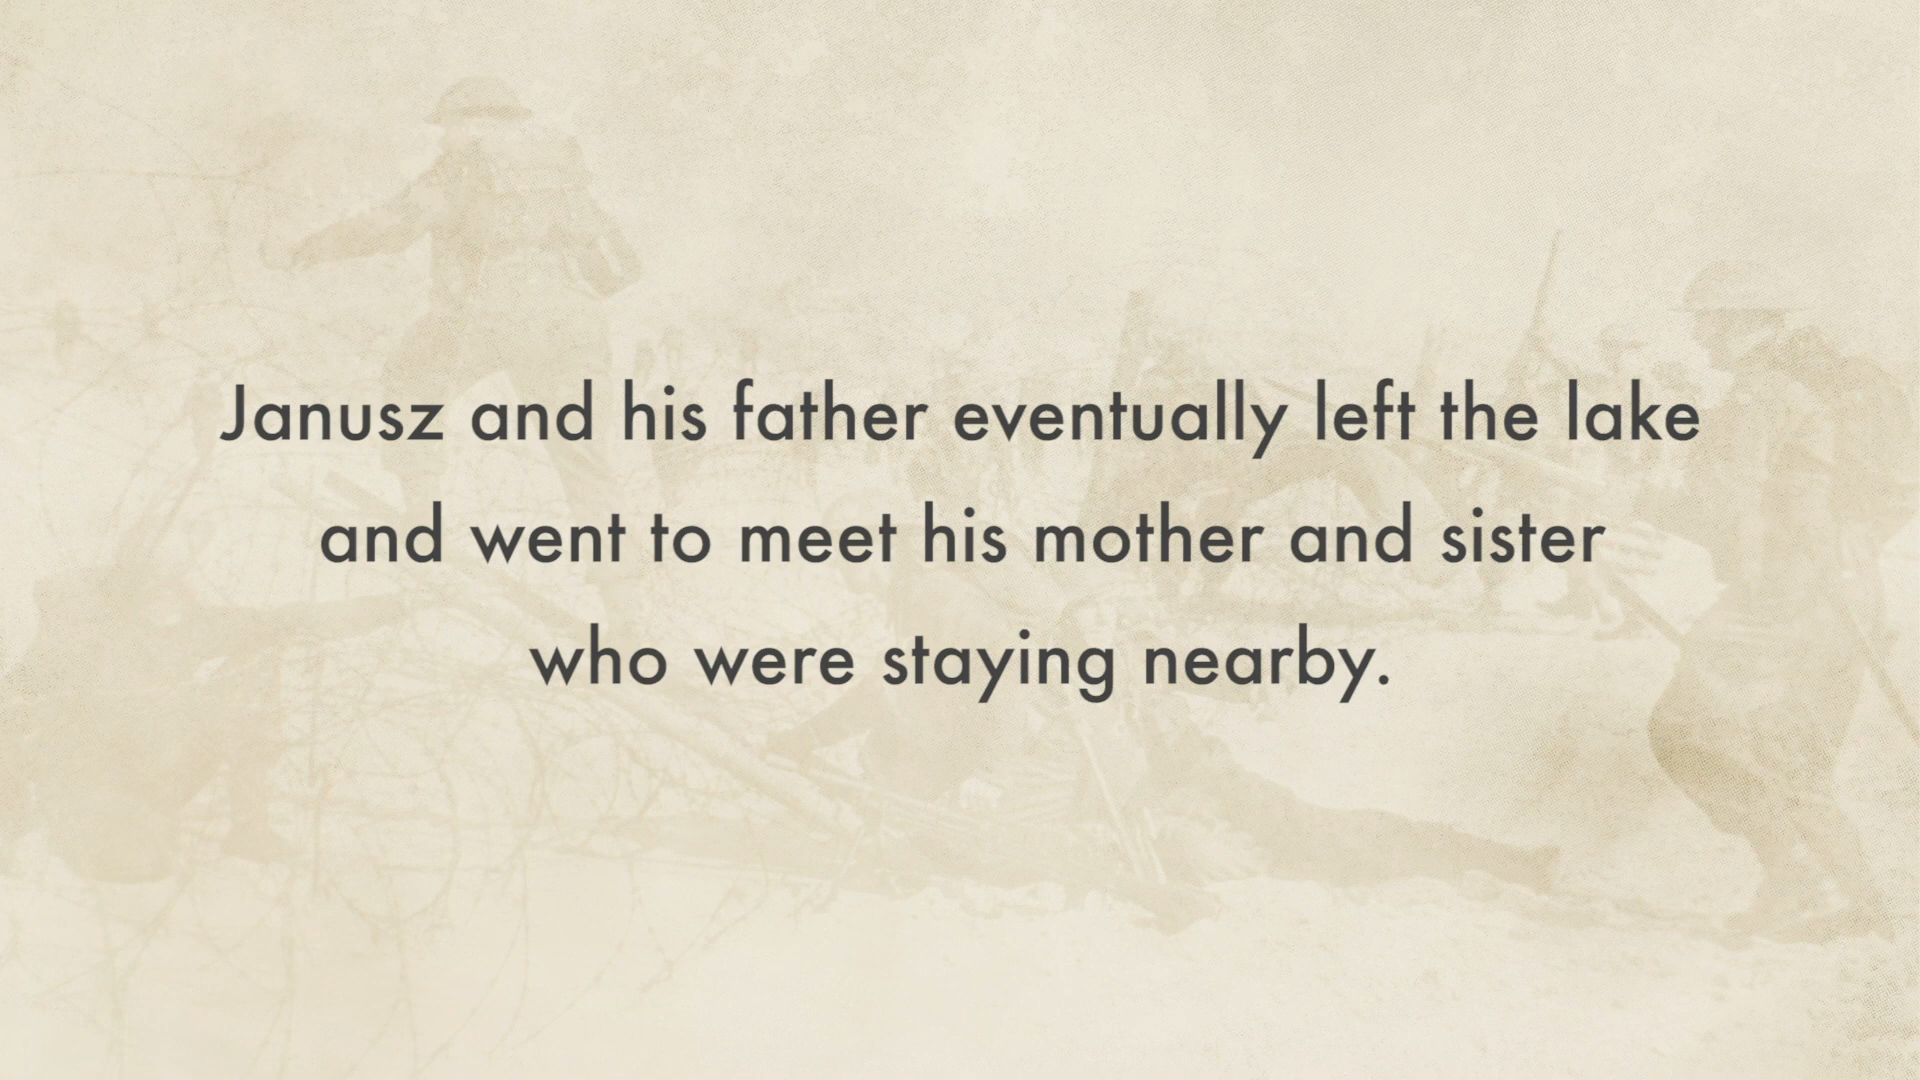 Janusz and his father eventually left the lake
and went to meet his mother and sister
who were staying nearby.